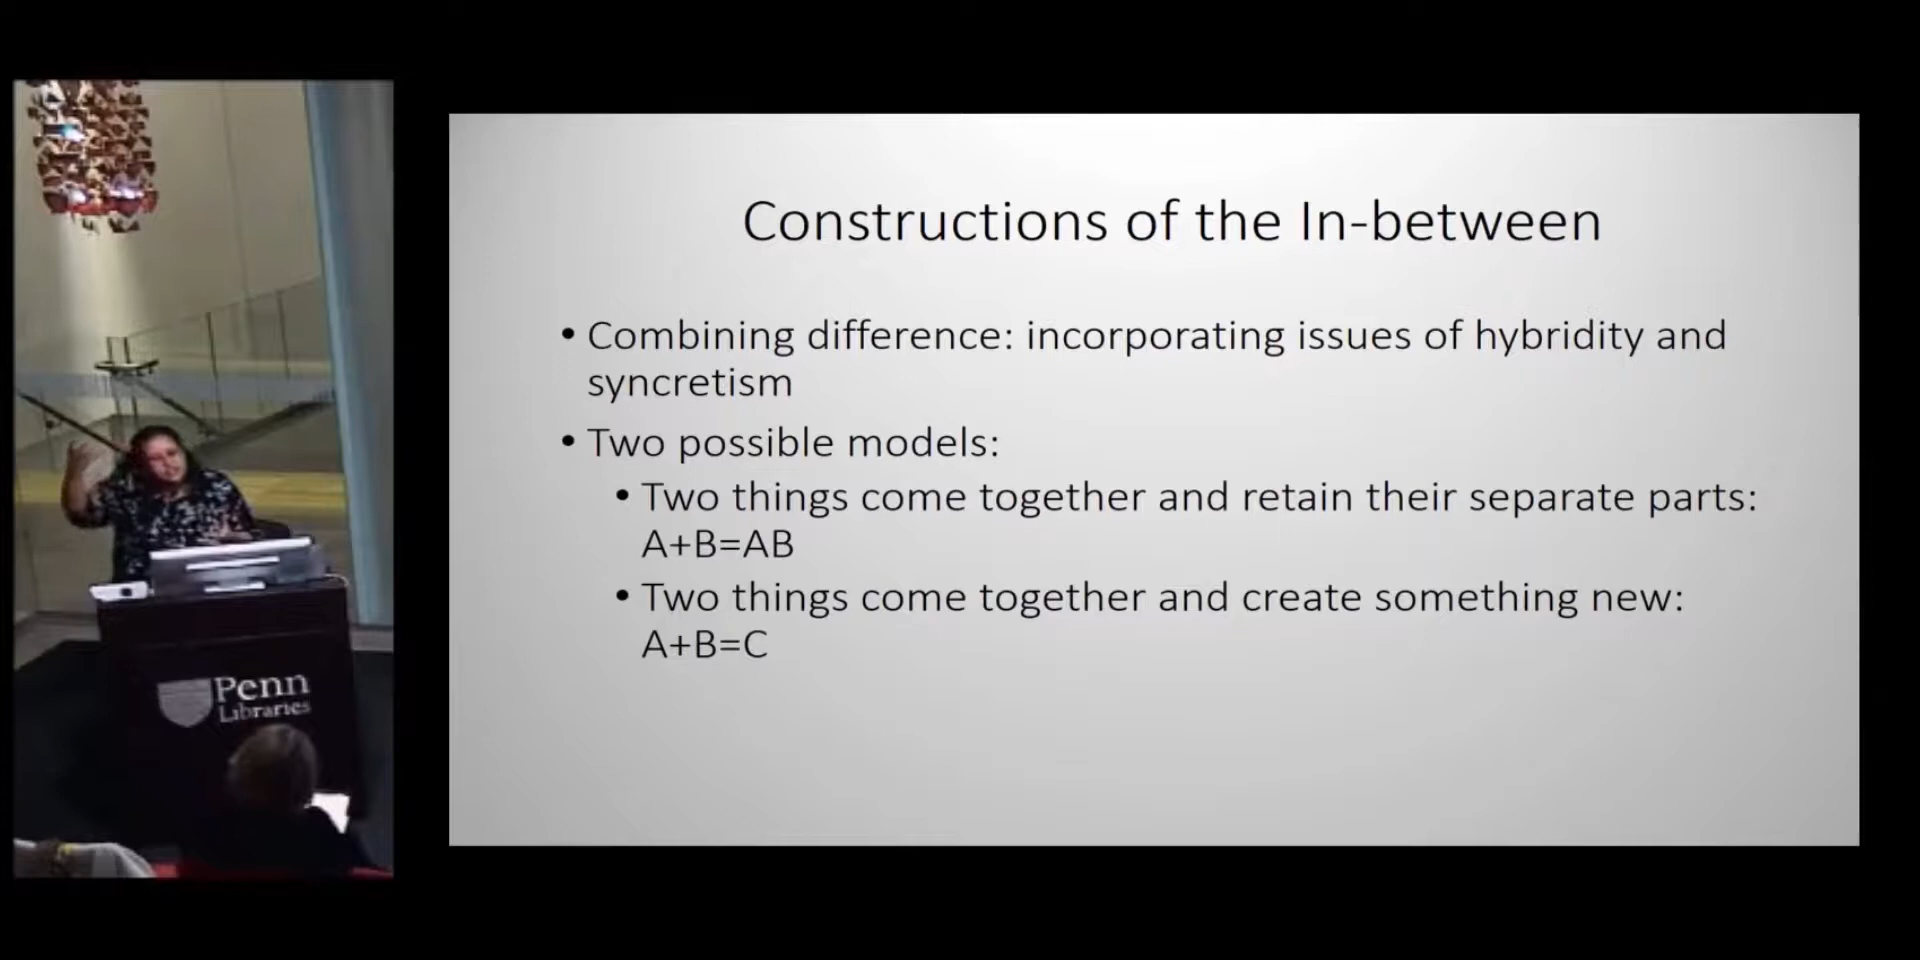 Constructions of the In-between
• Combining difference: incorporating issues of hybridity and
syncretism
• Two possible models:
• Two things come together and retain their separate parts:
A+B=AB
• Two things come together and create something new:
A+B=C
Penn
Libraries